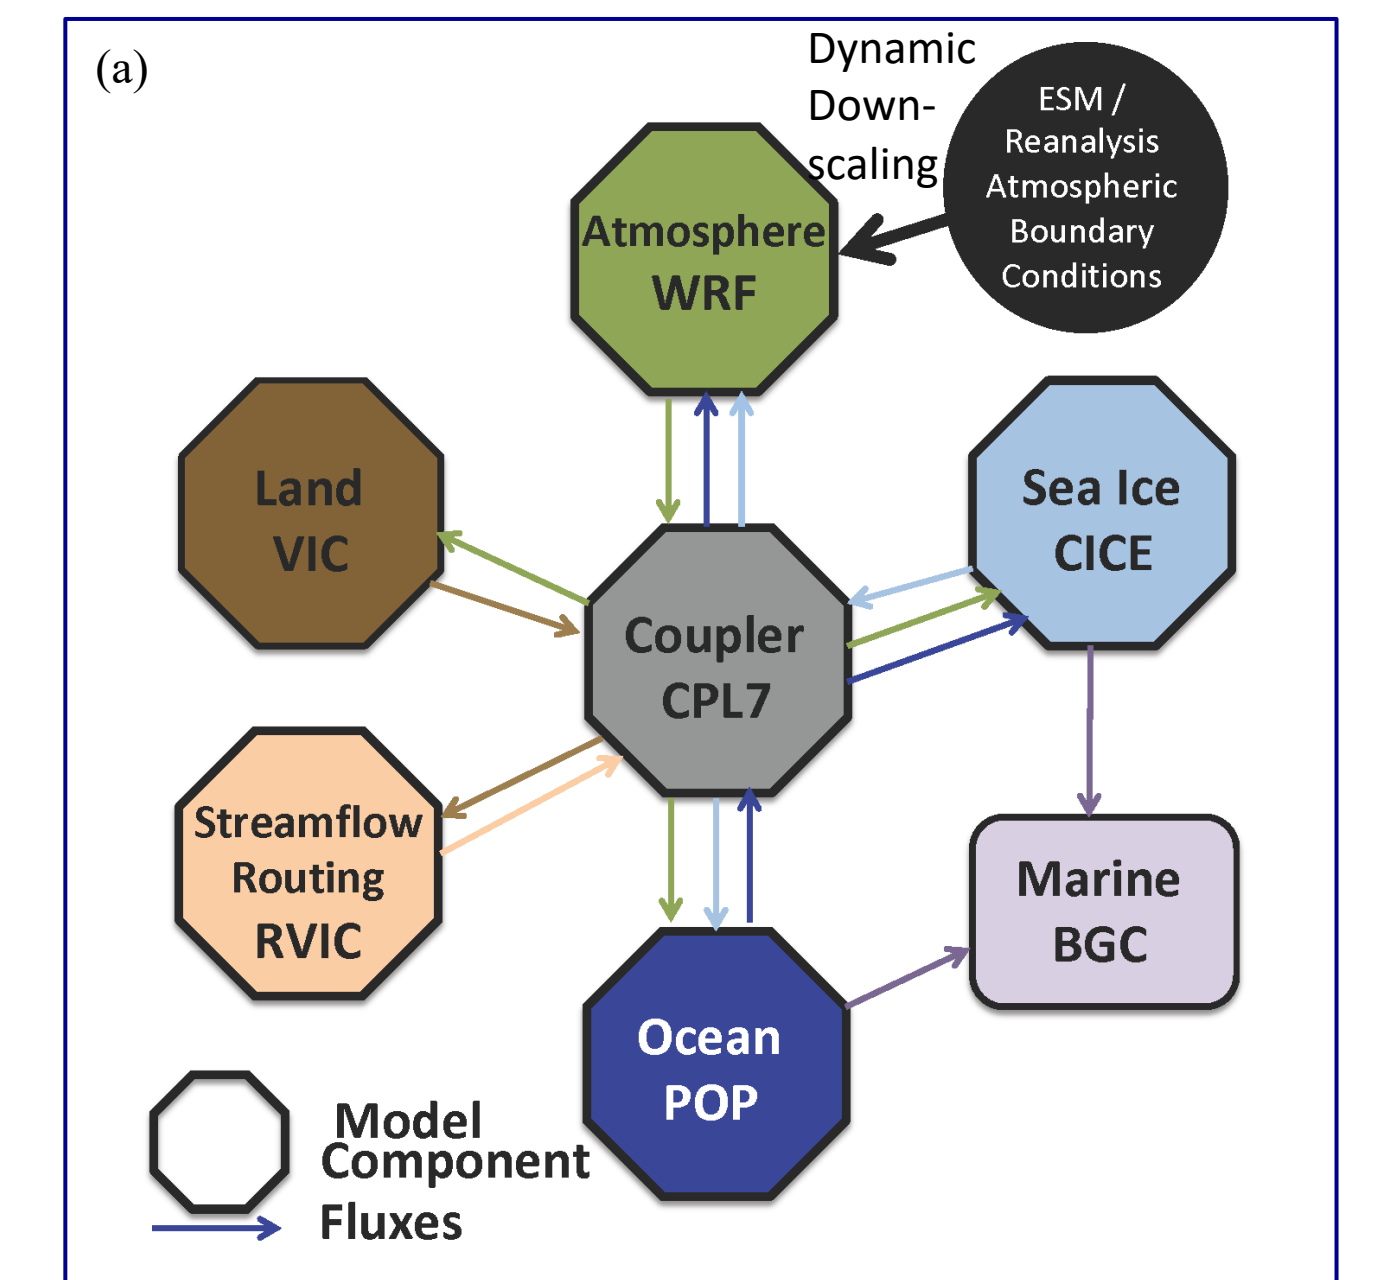 (a)
Dynamic
Down-
scaling
ESM /
Reanalysis
Atmospheric
Boundary
Conditions
Atmosphere
WRF
Land
VIC
Sea Ice
CICE
Coupler
CPL7
Streamflow
Routing
RVIC
Marine
BGC
Ocean
POP
Model
Component
Fluxes